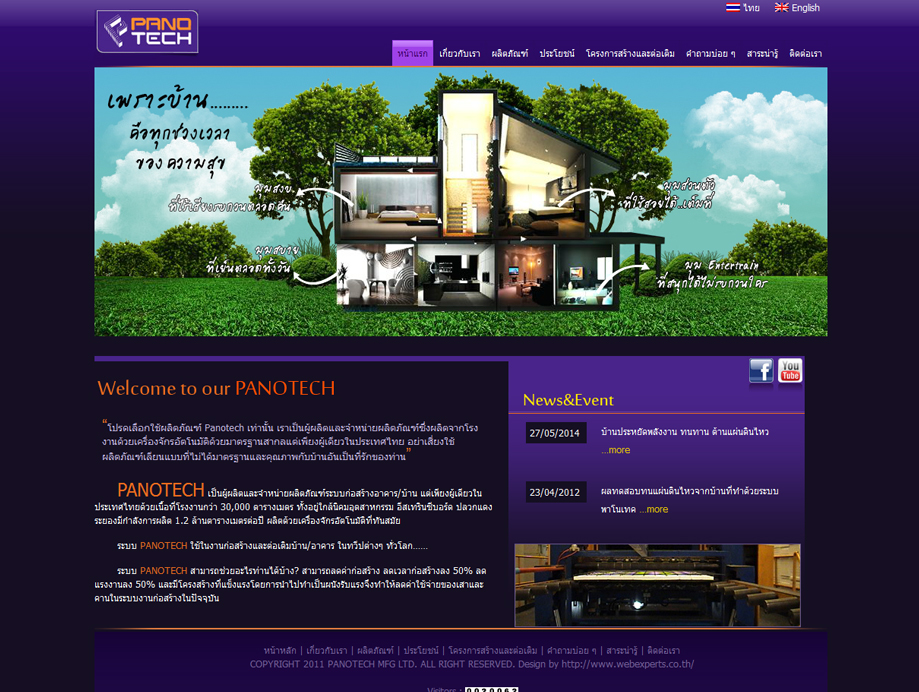 ไทย English
PANO
TECH
หน้าแรก เกี่ยวกับเรา ผลิตภัณฑ์ ประโยชน์ โครงการสร้างและต่อเติม คำถามบ่อย ๆ สาระน่ารู้ ติดต่อเรา
เพราะบ้าน.........
คือทุกช่วงเวลา
ของ ความสุข
มุมสงบ
ที่ไร้เสียงรบกวนตลอดคืน
มุมส่วนตัว
ที่ใช้สอยได้..เต็มที่
มุมสบาย
ที่เย็นตลอดทั้งวัน
มุม Entertrain
ที่สนุกได้ไม่รบกวนใคร
Welcome to our PANOTECH
“โปรดเลือกใช้ผลิตภัณฑ์ Panotech เท่านั้น เราเป็นผู้ผลิตและจำหน่ายผลิตภัณฑ์ซึ่งผลิตจากโรง
งานด้วยเครื่องจักรอัตโนมัติด้วยมาตรฐานสากลแต่เพียงผู้เดียวในประเทศไทย อย่าเสี่ยงใช้
ผลิตภัณฑ์เลียนแบบที่ไม่ได้มาตรฐานและคุณภาพกับบ้านอันเป็นที่รักของท่าน”
PANOTECH เป็นผู้ผลิตและจำหน่ายผลิตภัณฑ์ระบบก่อสร้างอาคาร/บ้าน แต่เพียงผู้เดียวใน
ประเทศไทยด้วยเนื้อที่โรงงานกว่า 30,000 ตารางเมตร ทั้งอยู่ใกล้นิคมอุตสาหกรรม อีสเทิร์นซีบอร์ด ปลวกแดง
ระยองมีกำลังการผลิต 1.2 ล้านตารางเมตรต่อปี ผลิตด้วยเครื่องจักรอัตโนมัติที่ทันสมัย
ระบบ PANOTECH ใช้ในงานก่อสร้างและต่อเติมบ้าน/อาคาร ในทวีปต่างๆ ทั่วโลก......
ระบบ PANOTECH สามารถช่วยอะไรท่านได้บ้าง? สามารถลดค่าก่อสร้าง ลดเวลาก่อสร้างลง 50% ลด
แรงงานลง 50% และมีโครงสร้างที่แข็งแรงโดยการนำไปทำเป็นผนังรับแรงจึงทำให้ลดค่าใช้จ่ายของเสาและ
คานในระบบงานก่อสร้างในปัจจุบัน
f You Tube
News&Event
27/05/2014 บ้านประหยัดพลังงาน ทนทาน ต้านแผ่นดินไหว
...more
23/04/2012 ผลทดสอบทนแผ่นดินไหวจากบ้านที่ทำด้วยระบบ
พาโนเทค ...more
หน้าหลัก | เกี่ยวกับเรา | ผลิตภัณฑ์ | ประโยชน์ | โครงการสร้างและต่อเติม | คำถามบ่อย ๆ | สาระน่ารู้ | ติดต่อเรา
COPYRIGHT 2011 PANOTECH MFG LTD. ALL RIGHT RESERVED. Design by http://www.webexperts.co.th/
Visitors : 0030063